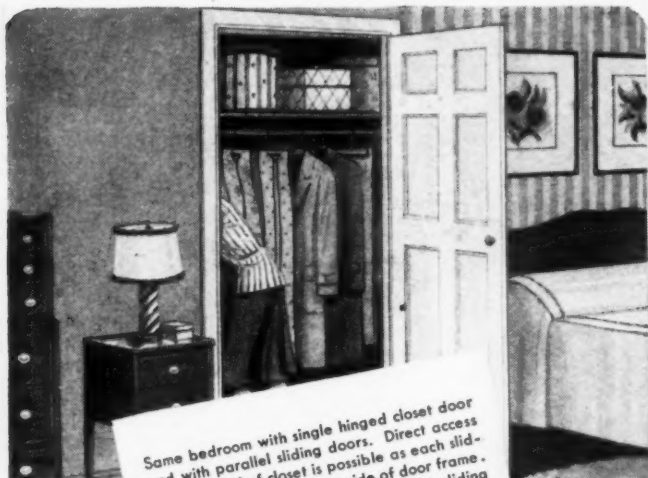 Same bedroom with single hinged closet door
with parallel sliding doors. Direct access
of closet is possible as each slid-
side of door frame.
sliding